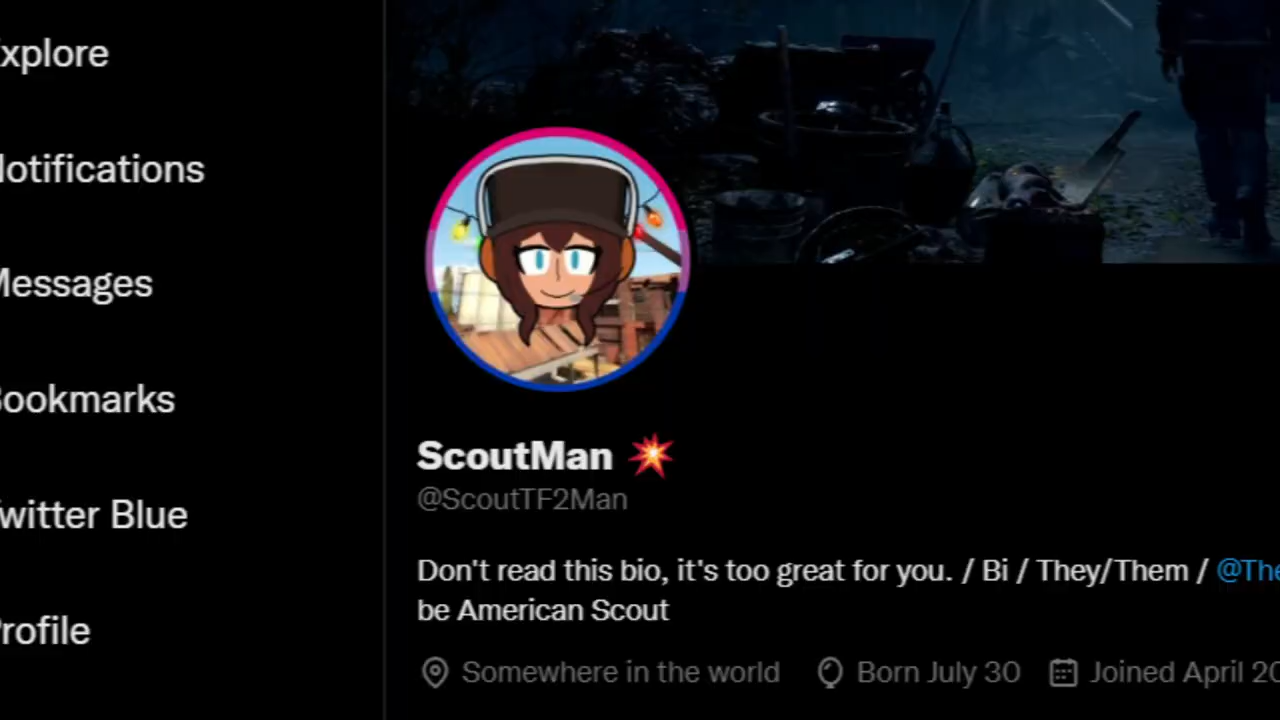 xplore
otifications
Messages
Bookmarks
witter Blue
rofile
ScoutMan
@ScoutTF2Man
Don't read this bio, it's too great for you. / Bi / They/Them / @The
be American Scout
Somewhere in the world
Born July 30
Joined April 20